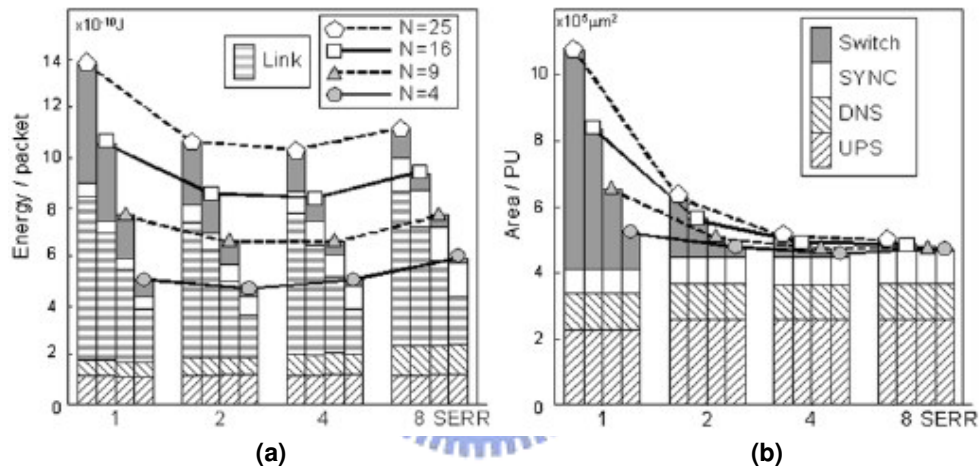 x10-10J
Energy / packet
14
12
10
8
6
4
2
0
1
2
4
8 SERR
Link
N=25
N=16
N=9
N=4
(a)
x10⁵μm²
Area / PU
10
8
6
4
2
0
1
2
4
8 SERR
Switch
SYNC
DNS
UPS
(b)